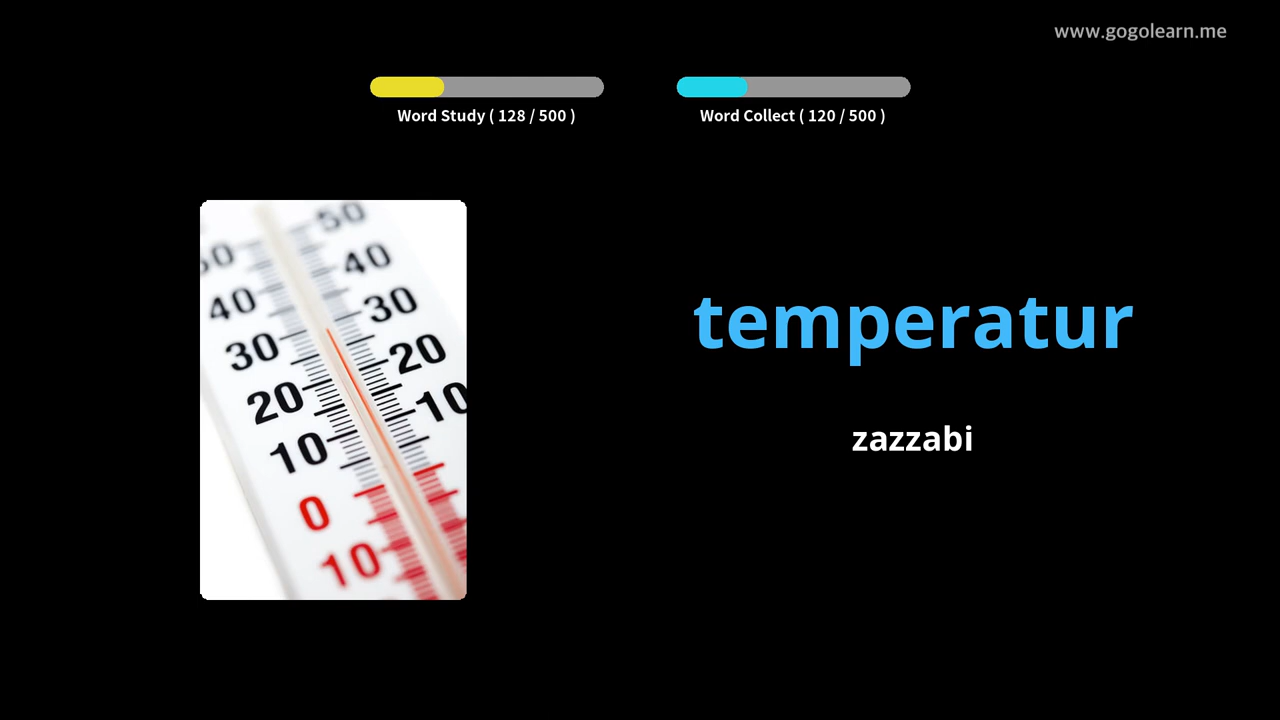 www.gogolearn.me
Word Study ( 128 / 500 )
Word Collect ( 120 / 500 )
50
50
40
40
30
30
20
20
10
10
0
10
temperatur
zazzabi